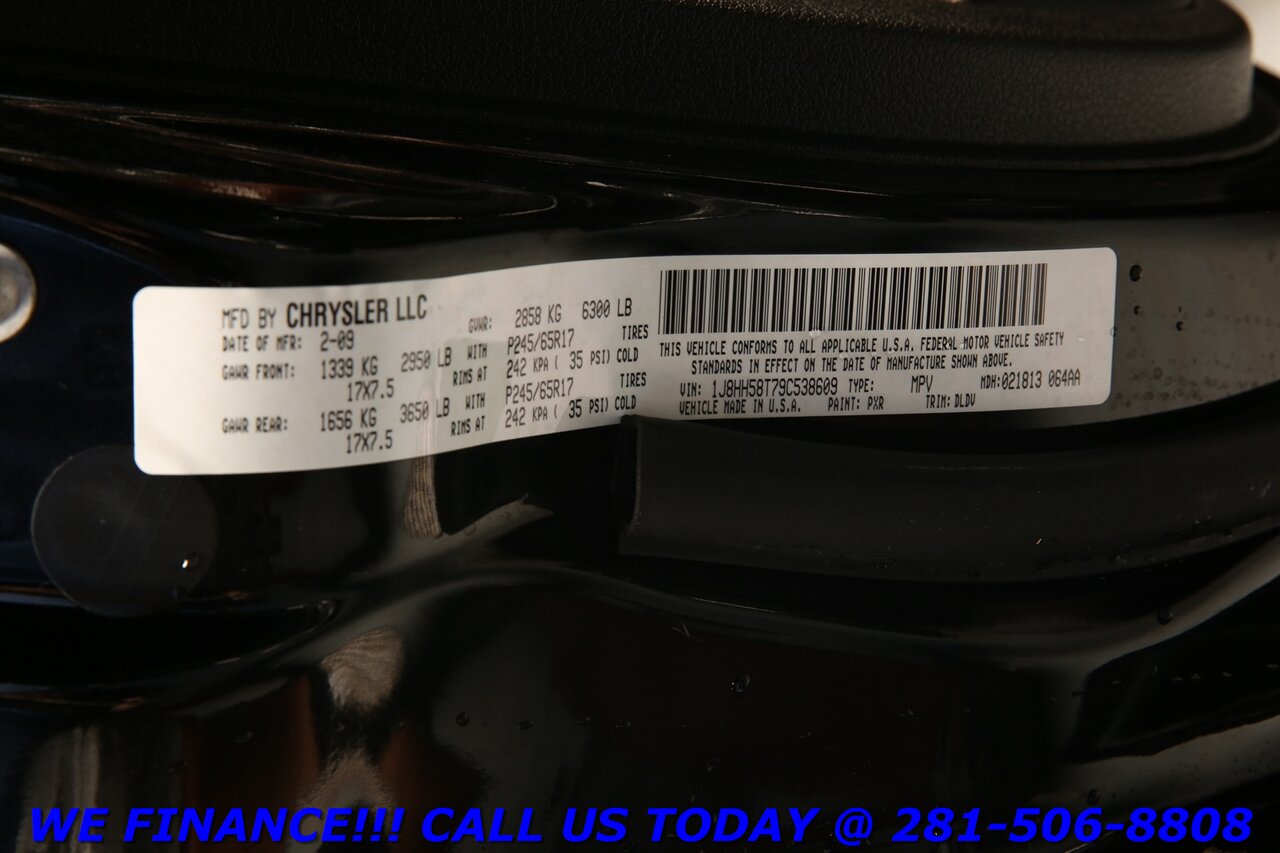 MFD BY CHRYSLER LLC GVWR: 2858 KG 6300 LB
DATE OF MFR: 2-09
GAWR FRONT: 1339 KG 2950 LB WITH P245/65R17 TIRES
17X7.5 RIMS AT 242 KPA ( 35 PSI) COLD
GAWR REAR: 1656 KG 3650 LB WITH P245/65R17 TIRES
17X7.5 RIMS AT 242 KPA ( 35 PSI) COLD
THIS VEHICLE CONFORMS TO ALL APPLICABLE U.S.A. FEDERAL MOTOR VEHICLE SAFETY
STANDARDS IN EFFECT ON THE DATE OF MANUFACTURE SHOWN ABOVE.
VIN: 1J8HH58T79C538609 TYPE: MPV MDH:021813 064AA
VEHICLE MADE IN U.S.A. PAINT: PXR TRIM: DLDV
WE FINANCE!!! CALL US TODAY @ 281-506-8808